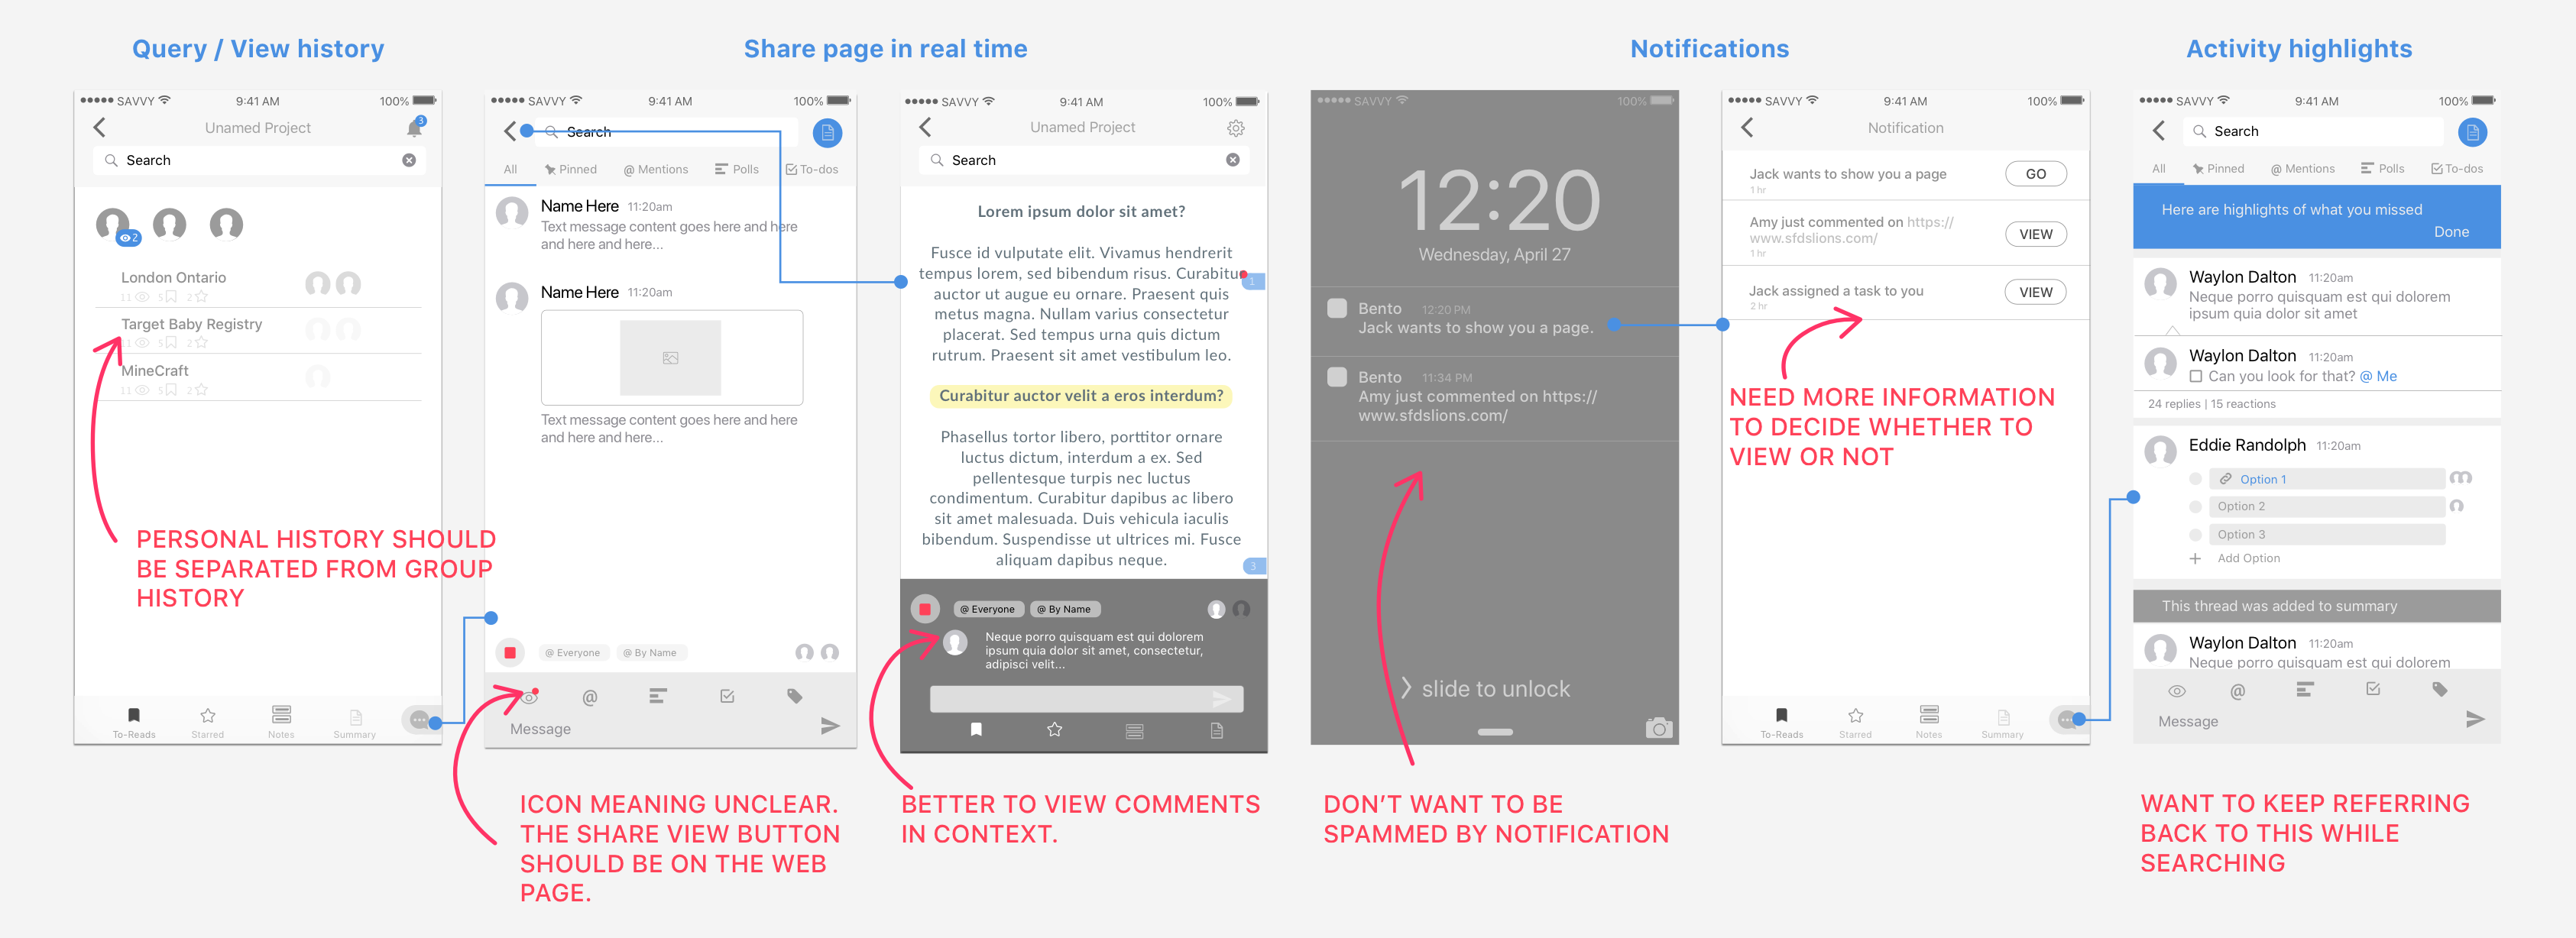 Query / View history
Share page in real time
Notifications
Activity highlights
SAVVY 9:41 AM 100%
Unamed Project 3
Search
2
London Ontario
11 5 2
Target Baby Registry
11 5 2
MineCraft
11 5 2
PERSONAL HISTORY SHOULD
BE SEPARATED FROM GROUP
HISTORY
To-Reads Starred Notes Summary
SAVVY 9:41 AM 100%
Search
All Pinned @ Mentions Polls To-dos
Name Here 11:20am
Text message content goes here and here
and here and here...
Name Here 11:20am
Text message content goes here and here
and here and here...
@ Everyone @ By Name
@
Message
ICON MEANING UNCLEAR.
THE SHARE VIEW BUTTON
SHOULD BE ON THE WEB
PAGE.
SAVVY 9:41 AM 100%
Unamed Project
Search
Lorem ipsum dolor sit amet?
Fusce id vulputate elit. Vivamus hendrerit
tempus lorem, sed bibendum risus. Curabitur
1
auctor ut augue eu ornare. Praesent quis
metus magna. Nullam varius consectetur
placerat. Sed tempus urna quis dictum
rutrum. Praesent sit amet vestibulum leo.
Curabitur auctor velit a eros interdum?
Phasellus tortor libero, porttitor ornare
luctus dictum, interdum a ex. Sed
pellentesque turpis nec luctus
condimentum. Curabitur dapibus ac libero
sit amet malesuada. Duis vehicula iaculis
bibendum. Suspendisse ut ultrices mi. Fusce
aliquam dapibus neque.
3
@ Everyone @ By Name
Neque porro quisquam est qui dolorem
ipsum quia dolor sit amet, consectetur,
adipisci velit...
BETTER TO VIEW COMMENTS
IN CONTEXT.
SAVVY 100%
12:20
Wednesday, April 27
Bento 12:20 PM
Jack wants to show you a page.
Bento 11:34 PM
Amy just commented on https://
www.sfdslions.com/
slide to unlock
DON'T WANT TO BE
SPAMMED BY NOTIFICATION
SAVVY 9:41 AM 100%
Notification
Jack wants to show you a page GO
1 hr
Amy just commented on https://
www.sfdslions.com/ VIEW
1 hr
Jack assigned a task to you VIEW
2 hr
NEED MORE INFORMATION
TO DECIDE WHETHER TO
VIEW OR NOT
To-Reads Starred Notes Summary
SAVVY 9:41 AM 100%
Search
All Pinned @ Mentions Polls To-dos
Here are highlights of what you missed
Done
Waylon Dalton 11:20am
Neque porro quisquam est qui dolorem
ipsum quia dolor sit amet
Waylon Dalton 11:20am
Can you look for that? @ Me
24 replies | 15 reactions
Eddie Randolph 11:20am
Option 1
Option 2
Option 3
+ Add Option
This thread was added to summary
Waylon Dalton 11:20am
Neque porro quisquam est qui dolorem
@
Message
WANT TO KEEP REFERRING
BACK TO THIS WHILE
SEARCHING